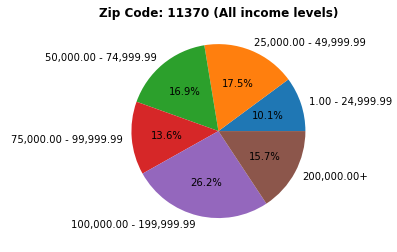 Zip Code: 11370 (All income levels)
25,000.00 - 49,999.99
50,000.00 - 74,999.99
17.5%
16.9%
1.00 - 24,999.99
10.1%
75,000.00 - 99,999.99
13.6%
15.7%
200,000.00+
26.2%
100,000.00 - 199,999.99